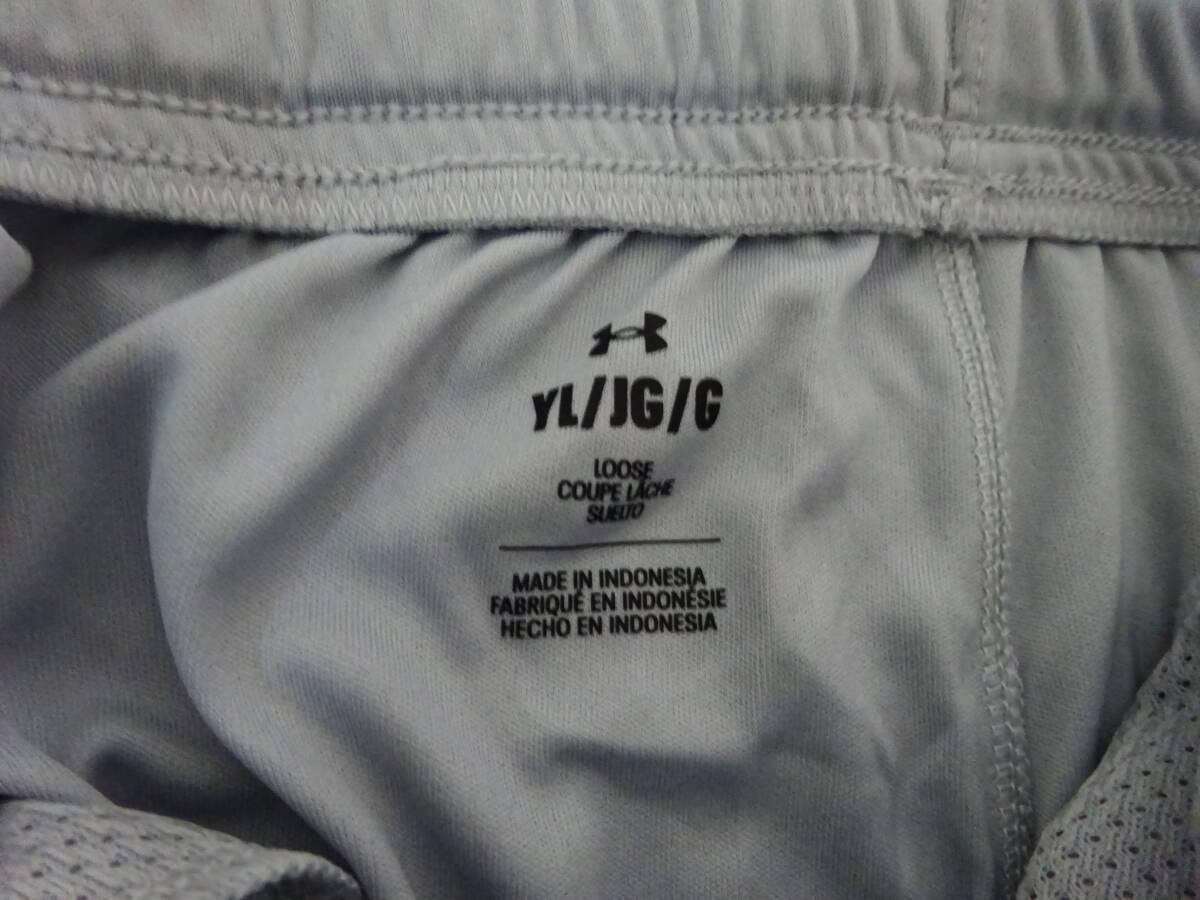 YL/JG/G
LOOSE
COUPE LÂCHE
SUELTO
MADE IN INDONESIA
FABRIQUÉ EN INDONÉSIE
HECHO EN INDONESIA